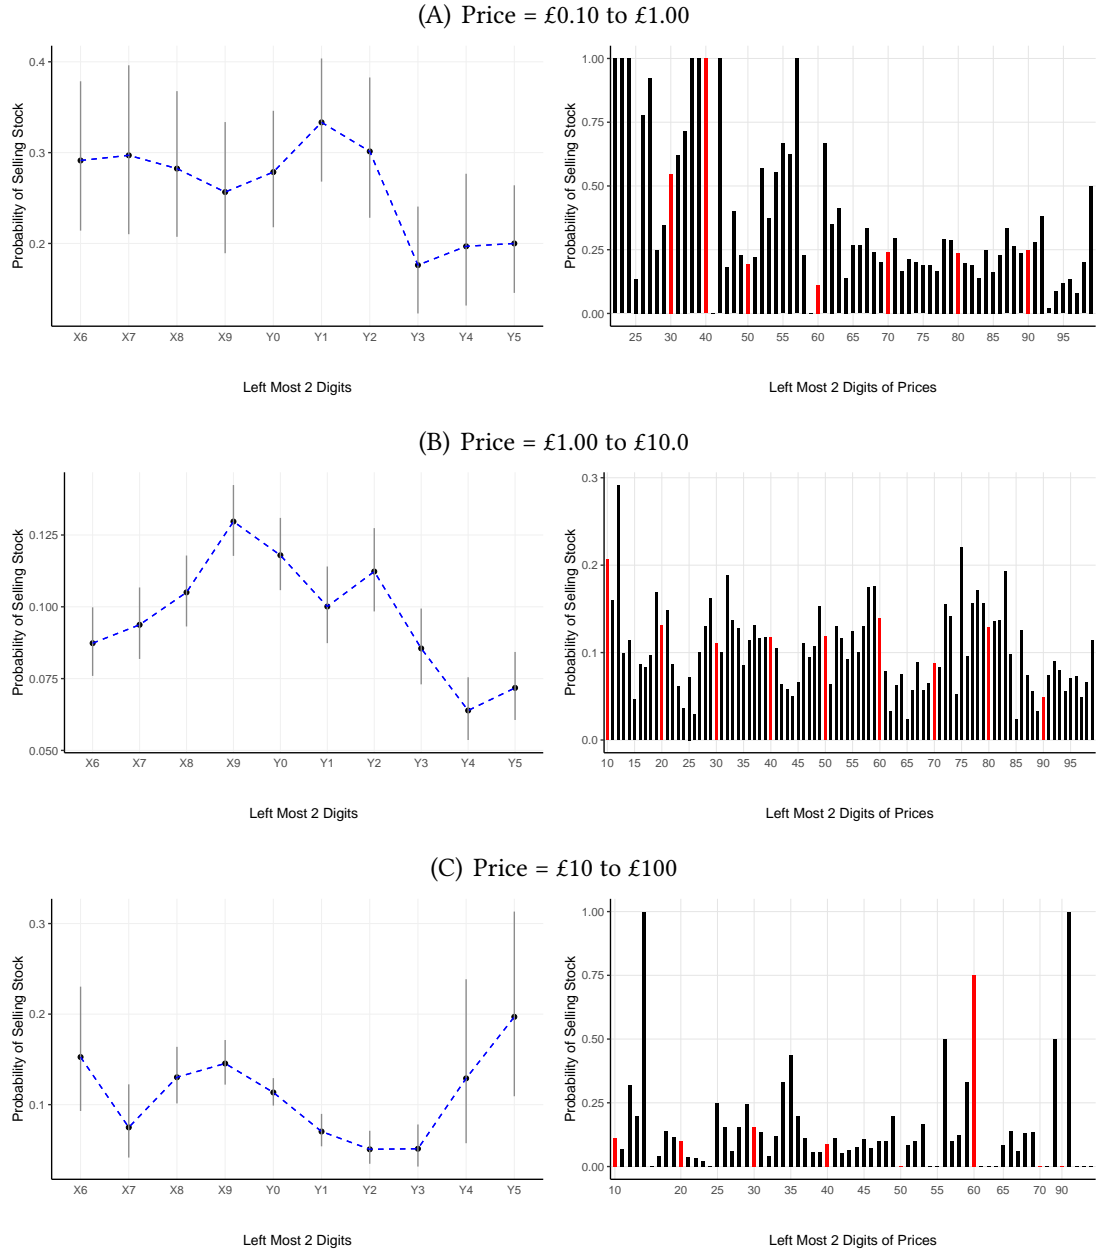 (A) Price = £0.10 to £1.00
Probability of Selling Stock
0.4
0.3
0.2
X6 X7 X8 X9 Y0 Y1 Y2 Y3 Y4 Y5
Left Most 2 Digits
Probability of Selling Stock
1.00
0.75
0.50
0.25
0.00
25 30 40 50 55 60 65 70 75 80 85 90 95
Left Most 2 Digits of Prices
(B) Price = £1.00 to £10.0
Probability of Selling Stock
0.125
0.100
0.075
0.050
X6 X7 X8 X9 Y0 Y1 Y2 Y3 Y4 Y5
Left Most 2 Digits
Probability of Selling Stock
0.3
0.2
0.1
0.0
10 15 20 25 30 35 40 45 50 55 60 65 70 75 80 85 90 95
Left Most 2 Digits of Prices
(C) Price = £10 to £100
Probability of Selling Stock
0.3
0.2
0.1
X6 X7 X8 X9 Y0 Y1 Y2 Y3 Y4 Y5
Left Most 2 Digits
Probability of Selling Stock
1.00
0.75
0.50
0.25
0.00
10 20 25 30 35 40 45 50 55 60 65 70 90
Left Most 2 Digits of Prices